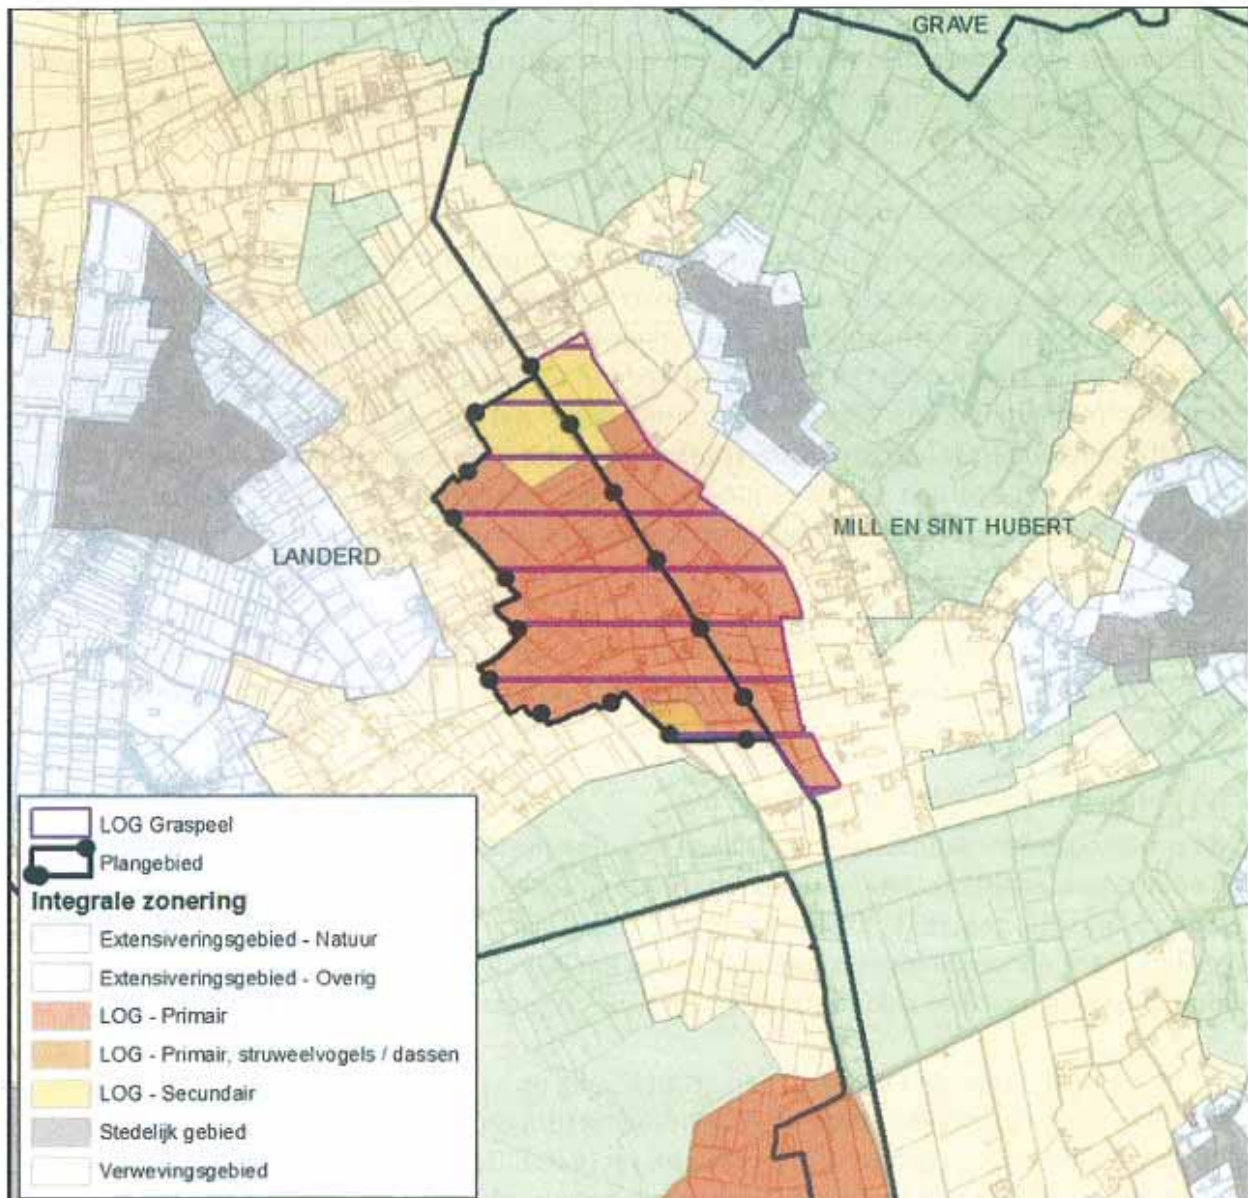 GRAVE
MILL EN SINT HUBERT
LANDERD
LOG Graspeel
Plangebied
Integrale zonering
Extensiveringsgebied - Natuur
Extensiveringsgebied - Overig
LOG - Primair
LOG - Primair, struweelvogels / dassen
LOG - Secundair
Stedelijk gebied
Verwevingsgebied